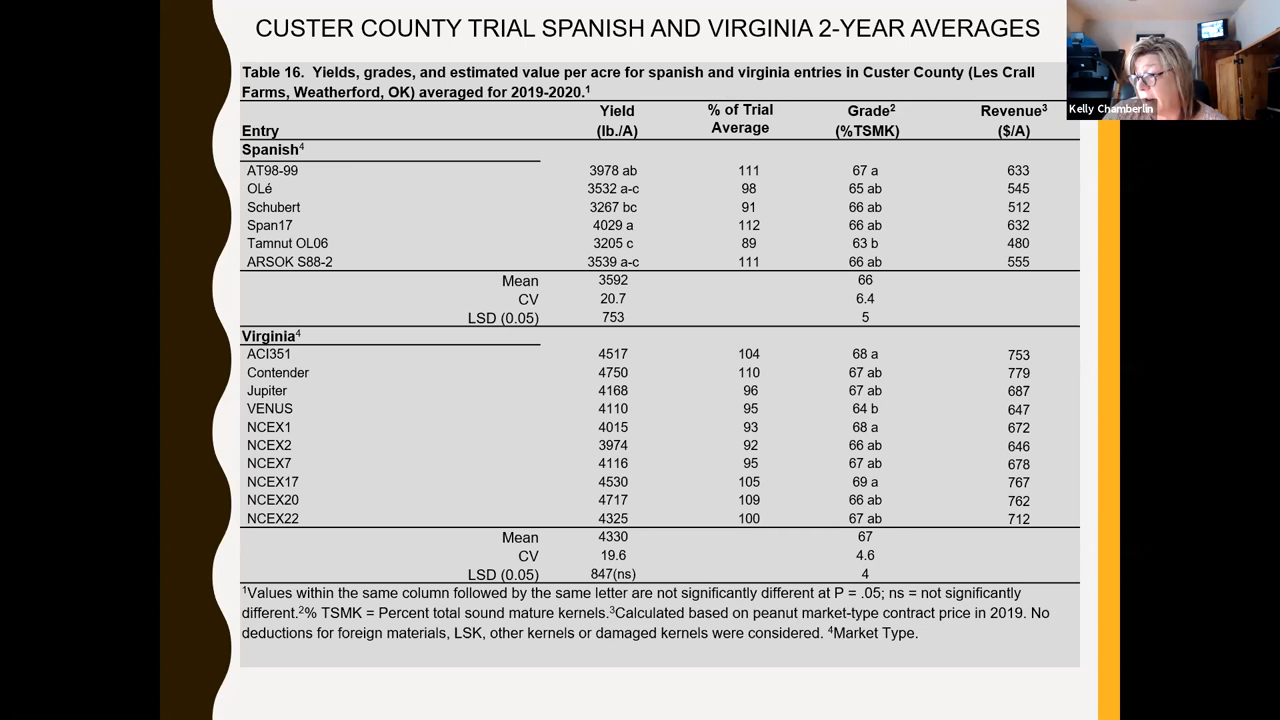 CUSTER COUNTY TRIAL SPANISH AND VIRGINIA 2-YEAR AVERAGES
Kelly Chamberlin
Table 16. Yields, grades, and estimated value per acre for spanish and virginia entries in Custer County (Les Crall
Farms, Weatherford, OK) averaged for 2019-2020.¹
Entry Yield (lb./A) % of Trial Average Grade² (%TSMK) Revenue³ ($/A)
Spanish⁴
AT98-99 3978 ab 111 67 a 633
OLé 3532 a-c 98 65 ab 545
Schubert 3267 bc 91 66 ab 512
Span17 4029 a 112 66 ab 632
Tamnut OL06 3205 c 89 63 b 480
ARSOK S88-2 3539 a-c 111 66 ab 555
Mean 3592 66
CV 20.7 6.4
LSD (0.05) 753 5
Virginia⁴
ACI351 4517 104 68 a 753
Contender 4750 110 67 ab 779
Jupiter 4168 96 67 ab 687
VENUS 4110 95 64 b 647
NCEX1 4015 93 68 a 672
NCEX2 3974 92 66 ab 646
NCEX7 4116 95 67 ab 678
NCEX17 4530 105 69 a 767
NCEX20 4717 109 66 ab 762
NCEX22 4325 100 67 ab 712
Mean 4330 67
CV 19.6 4.6
LSD (0.05) 847(ns) 4
¹Values within the same column followed by the same letter are not significantly different at P = .05; ns = not significantly
different.²% TSMK = Percent total sound mature kernels.³Calculated based on peanut market-type contract price in 2019. No
deductions for foreign materials, LSK, other kernels or damaged kernels were considered. ⁴Market Type.